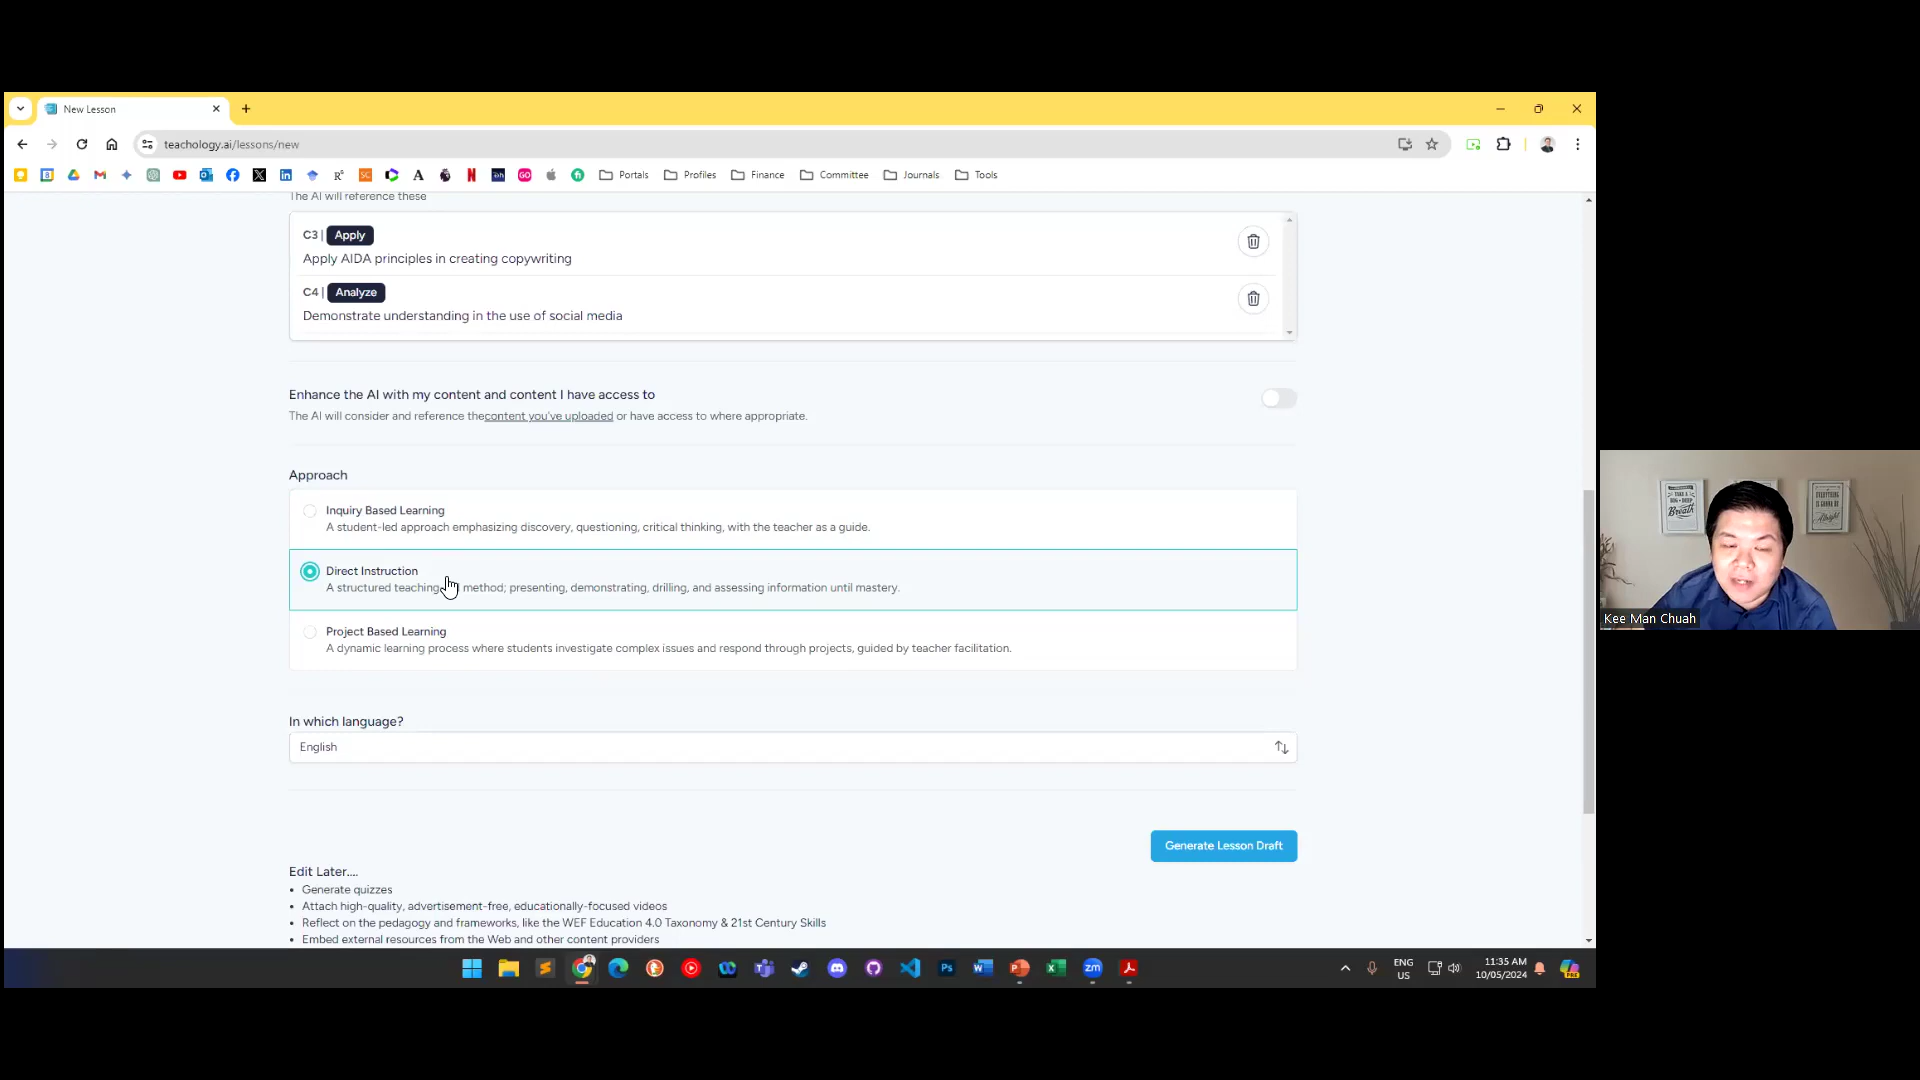 New Lesson
teachology.ai/lessons/new
Portals
Profiles
Finance
Committee
Journals
Tools
The AI will reference these
C3 | Apply
Apply AIDA principles in creating copywriting
C4 | Analyze
Demonstrate understanding in the use of social media
Enhance the AI with my content and content I have access to
The AI will consider and reference thecontent you've uploaded or have access to where appropriate.
Approach
Inquiry Based Learning
A student-led approach emphasizing discovery, questioning, critical thinking, with the teacher as a guide.
Direct Instruction
A structured teaching method; presenting, demonstrating, drilling, and assessing information until mastery.
Project Based Learning
A dynamic learning process where students investigate complex issues and respond through projects, guided by teacher facilitation.
In which language?
English
Generate Lesson Draft
Edit Later....
• Generate quizzes
• Attach high-quality, advertisement-free, educationally-focused videos
• Reflect on the pedagogy and frameworks, like the WEF Education 4.0 Taxonomy & 21st Century Skills
• Embed external resources from the Web and other content providers
ENG
US
11:35 AM
10/05/2024
Breath
Kee Man Chuah